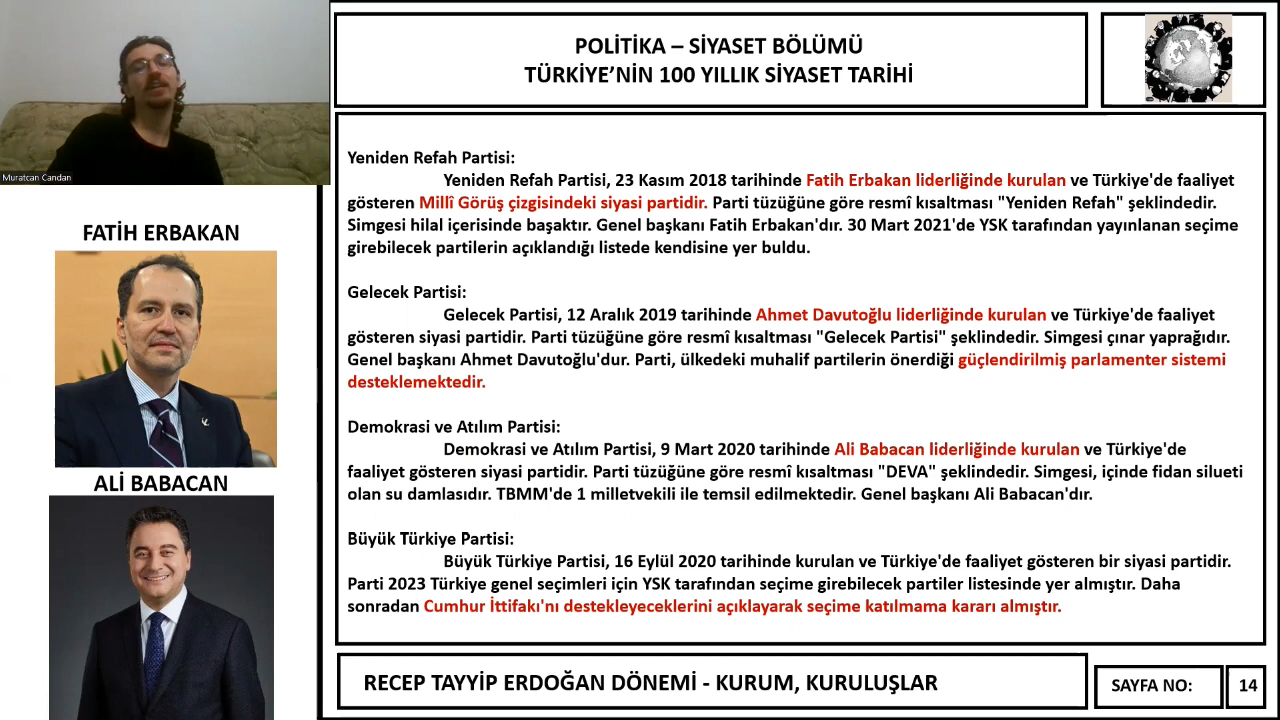 Muratcan Candan
FATİH ERBAKAN
ALİ BABACAN
POLİTİKA – SİYASET BÖLÜMÜ
TÜRKİYE’NİN 100 YILLIK SİYASET TARİHİ
Yeniden Refah Partisi:
Yeniden Refah Partisi, 23 Kasım 2018 tarihinde Fatih Erbakan liderliğinde kurulan ve Türkiye'de faaliyet
gösteren Millî Görüş çizgisindeki siyasi partidir. Parti tüzüğüne göre resmî kısaltması "Yeniden Refah" şeklindedir.
Simgesi hilal içerisinde başaktır. Genel başkanı Fatih Erbakan'dır. 30 Mart 2021'de YSK tarafından yayınlanan seçime
girebilecek partilerin açıklandığı listede kendisine yer buldu.
Gelecek Partisi:
Gelecek Partisi, 12 Aralık 2019 tarihinde Ahmet Davutoğlu liderliğinde kurulan ve Türkiye'de faaliyet
gösteren siyasi partidir. Parti tüzüğüne göre resmî kısaltması "Gelecek Partisi" şeklindedir. Simgesi çınar yaprağıdır.
Genel başkanı Ahmet Davutoğlu'dur. Parti, ülkedeki muhalif partilerin önerdiği güçlendirilmiş parlamenter sistemi
desteklemektedir.
Demokrasi ve Atılım Partisi:
Demokrasi ve Atılım Partisi, 9 Mart 2020 tarihinde Ali Babacan liderliğinde kurulan ve Türkiye'de
faaliyet gösteren siyasi partidir. Parti tüzüğüne göre resmî kısaltması "DEVA" şeklindedir. Simgesi, içinde fidan silueti
olan su damlasıdır. TBMM'de 1 milletvekili ile temsil edilmektedir. Genel başkanı Ali Babacan'dır.
Büyük Türkiye Partisi:
Büyük Türkiye Partisi, 16 Eylül 2020 tarihinde kurulan ve Türkiye'de faaliyet gösteren bir siyasi partidir.
Parti 2023 Türkiye genel seçimleri için YSK tarafından seçime girebilecek partiler listesinde yer almıştır. Daha
sonradan Cumhur İttifakı'nı destekleyeceklerini açıklayarak seçime katılmama kararı almıştır.
RECEP TAYYİP ERDOĞAN DÖNEMİ - KURUM, KURULUŞLAR
SAYFA NO:
14